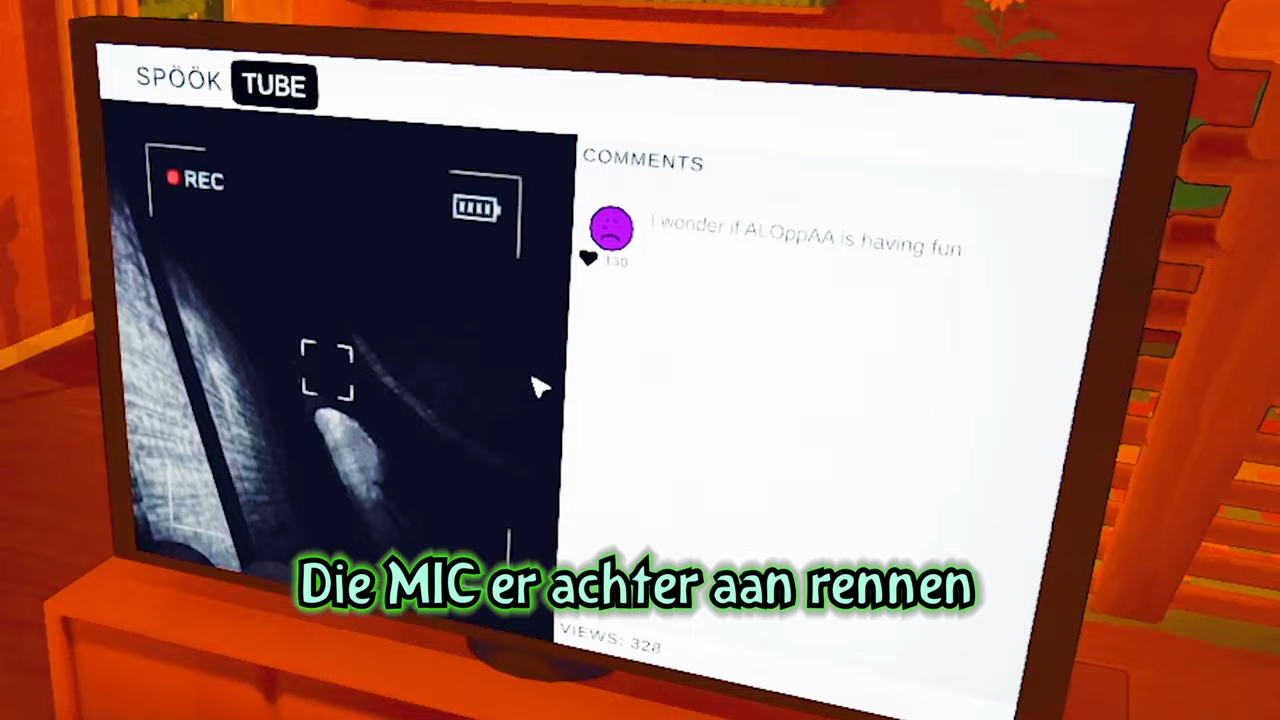 SPÖÖK TUBE
REC
COMMENTS
I wonder if ALOppAA is having fun
130
Die MIC er achter aan rennen
VIEWS: 328